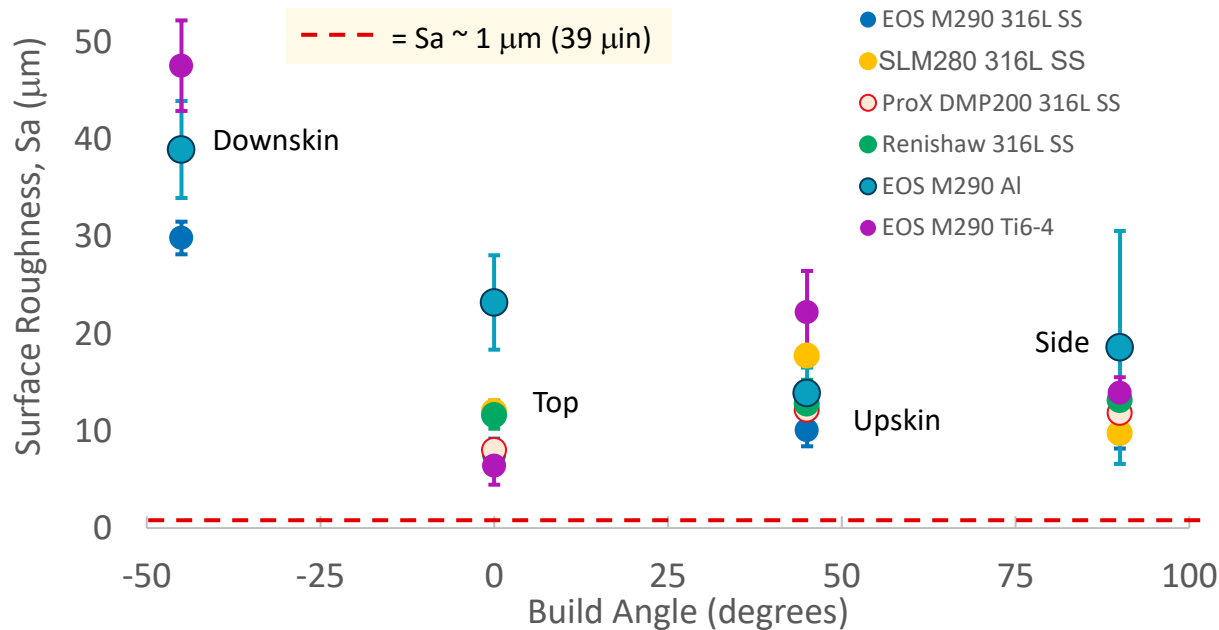 = Sa ~ 1 μm (39 μin)
EOS M290 316L SS
SLM280 316L SS
ProX DMP200 316L SS
Renishaw 316L SS
EOS M290 Al
EOS M290 Ti6-4
Surface Roughness, Sa (μm)
50
40
30
20
10
0
Downskin
Top
Upskin
Side
-50
-25
0
25
50
75
100
Build Angle (degrees)